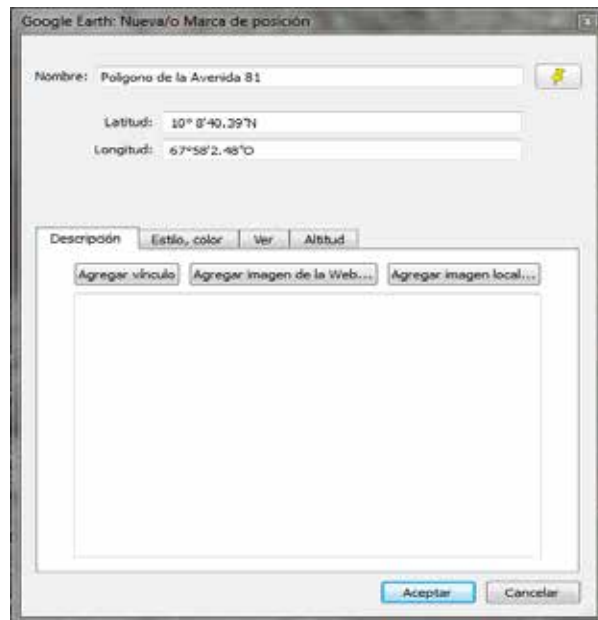 Google Earth: Nueva/o Marca de posición
Nombre: Poligono de la Avenida 81
Latitud: 10° 8'40.39"N
Longitud: 67°58'2.48"O
Descripción Estilo, color Ver Altitud
Agregar vínculo Agregar imagen de la Web... Agregar imagen local...
Aceptar Cancelar